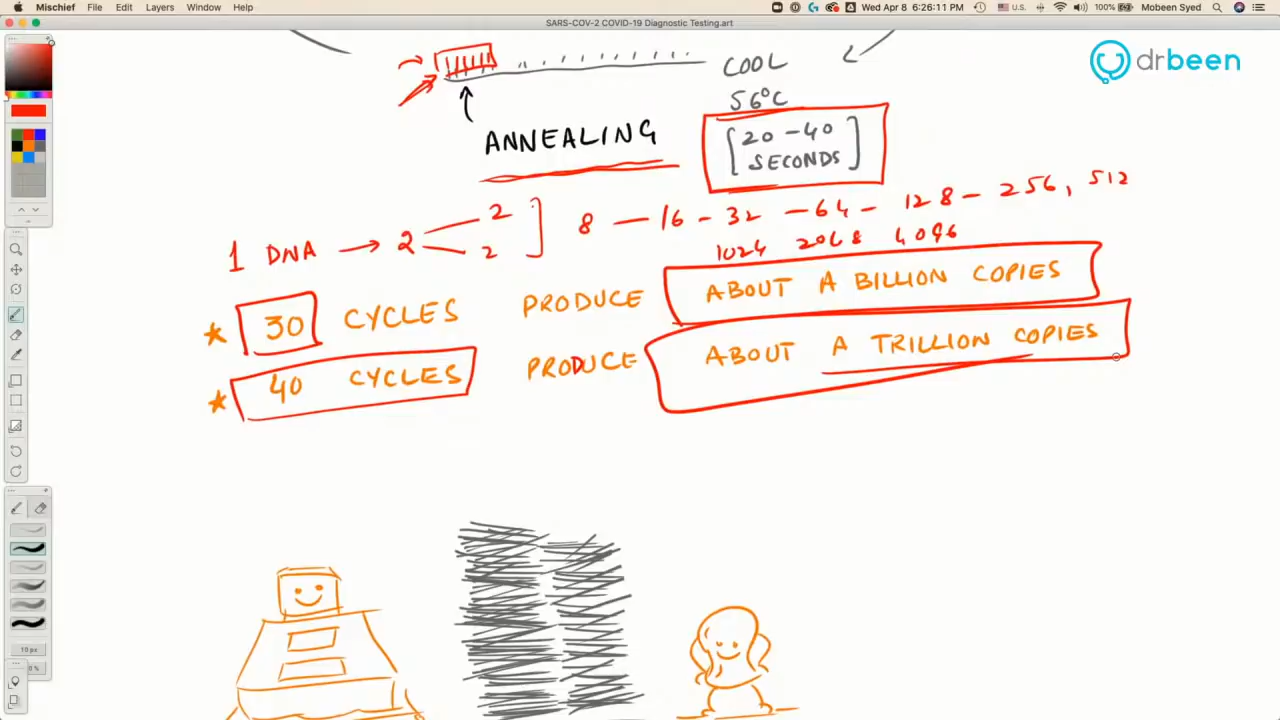 Mischief File Edit Layers Window Help
Wed Apr 8 6:26:11 PM U.S. 100% Mobeen Syed
SARS-COV-2 COVID-19 Diagnostic Testing.art
drbeen
COOL
56°C
ANNEALING
[20-40
SECONDS]
1 DNA → 2
2
2
8 — 16 - 32 - 64 - 128 - 256, 512
1024 2048 4096
★ 30 CYCLES PRODUCE ABOUT A BILLION COPIES
★ 40 CYCLES PRODUCE ABOUT A TRILLION COPIES
10 px